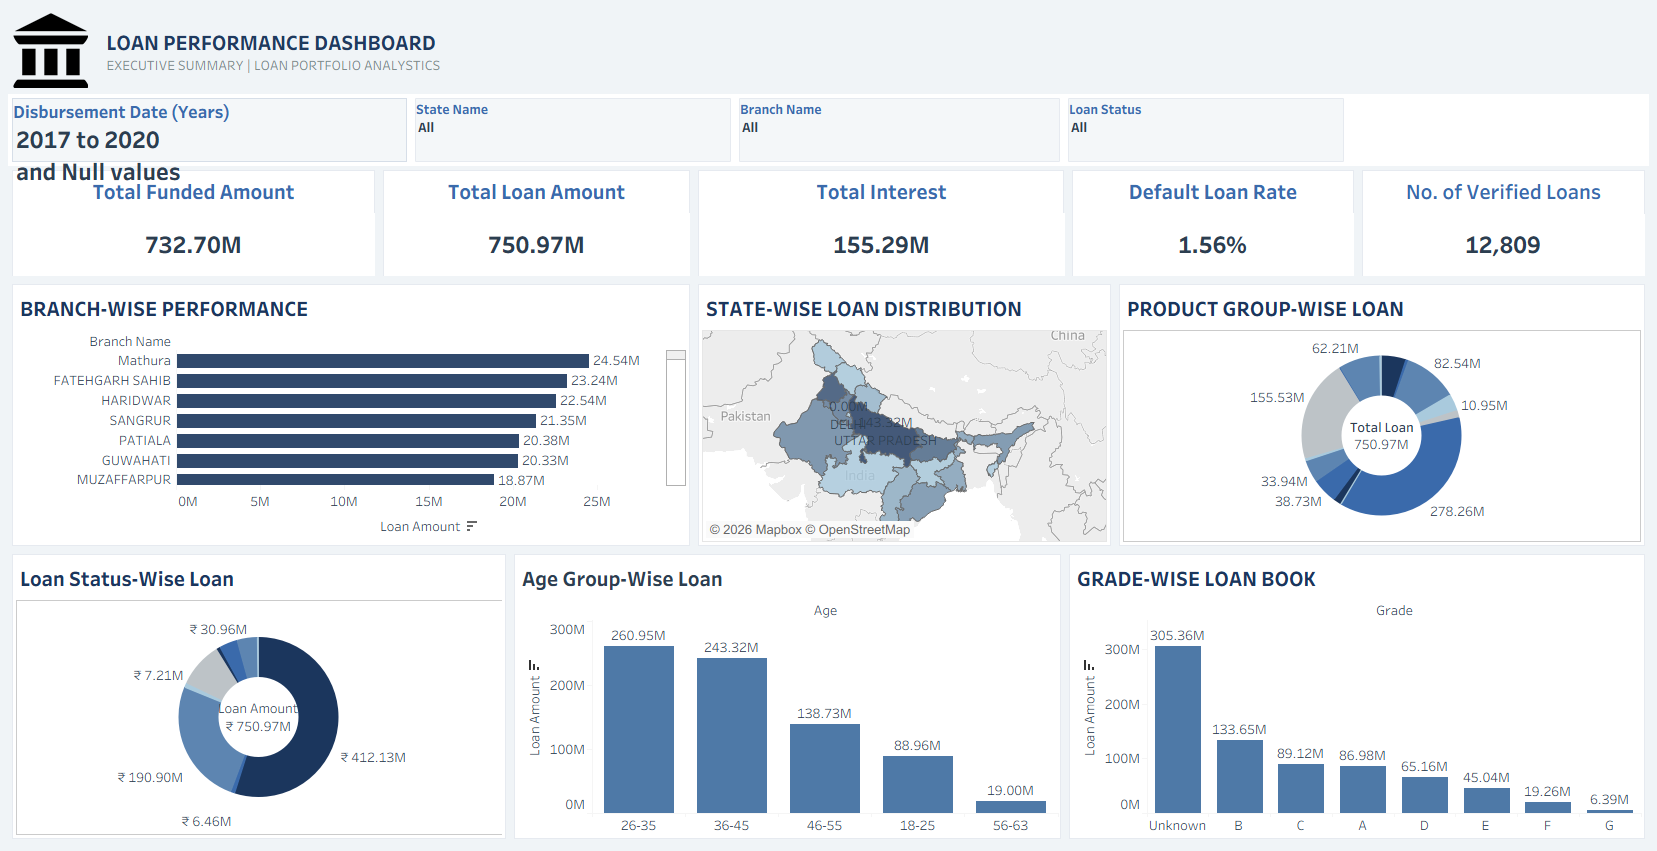 LOAN PERFORMANCE DASHBOARD
EXECUTIVE SUMMARY | LOAN PORTFOLIO ANALYSTICS
Disbursement Date (Years)
2017 to 2020
and Null values
State Name
All
Branch Name
All
Loan Status
All
Total Funded Amount
732.70M
Total Loan Amount
750.97M
Total Interest
155.29M
Default Loan Rate
1.56%
No. of Verified Loans
12,809
BRANCH-WISE PERFORMANCE
Branch Name
Mathura 24.54M
FATEHGARH SAHIB 23.24M
HARIDWAR 22.54M
SANGRUR 21.35M
PATIALA 20.38M
GUWAHATI 20.33M
MUZAFFARPUR 18.87M
0M 5M 10M 15M 20M 25M
Loan Amount
STATE-WISE LOAN DISTRIBUTION
China
Pakistan
0.00M
DELHI
143.32M
UTTAR PRADESH
India
© 2026 Mapbox © OpenStreetMap
PRODUCT GROUP-WISE LOAN
62.21M
82.54M
155.53M
10.95M
Total Loan
750.97M
33.94M
38.73M
278.26M
Loan Status-Wise Loan
₹ 30.96M
₹ 7.21M
Loan Amount
₹ 750.97M
₹ 412.13M
₹ 190.90M
₹ 6.46M
Age Group-Wise Loan
Age
300M
200M
100M
0M
Loan Amount
260.95M
243.32M
138.73M
88.96M
19.00M
26-35 36-45 46-55 18-25 56-63
GRADE-WISE LOAN BOOK
Grade
300M
200M
100M
0M
Loan Amount
305.36M
133.65M
89.12M
86.98M
65.16M
45.04M
19.26M
6.39M
Unknown B C A D E F G